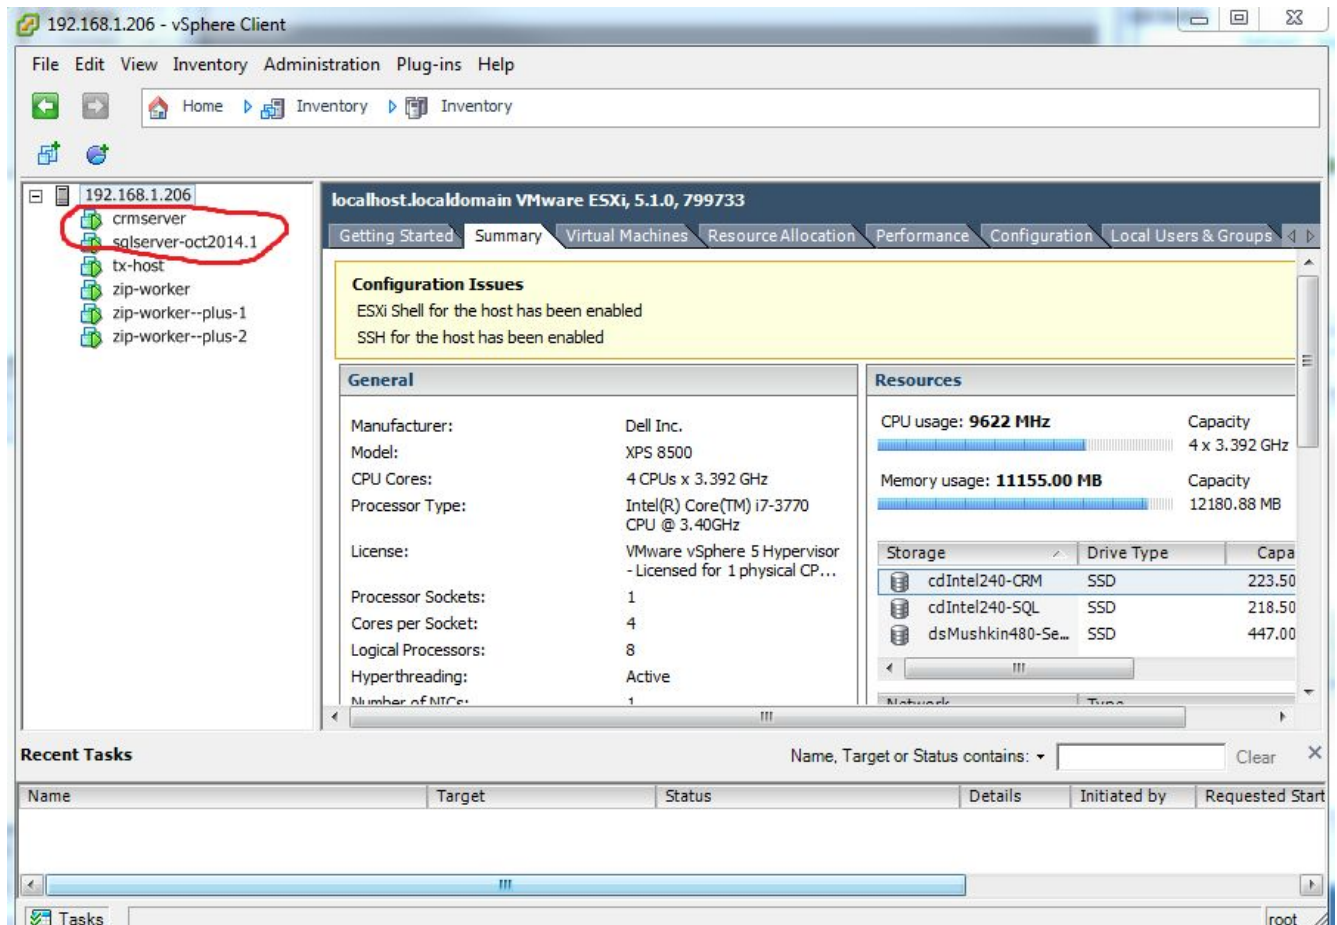 192.168.1.206 - vSphere Client
File Edit View Inventory Administration Plug-ins Help
Home Inventory Inventory
192.168.1.206
crmserver
sqlserver-oct2014.1
tx-host
zip-worker
zip-worker--plus-1
zip-worker--plus-2
localhost.localdomain VMware ESXi, 5.1.0, 799733
Getting Started Summary Virtual Machines Resource Allocation Performance Configuration Local Users & Groups
Configuration Issues
ESXi Shell for the host has been enabled
SSH for the host has been enabled
General
Manufacturer: Dell Inc.
Model: XPS 8500
CPU Cores: 4 CPUs x 3.392 GHz
Processor Type: Intel(R) Core(TM) i7-3770
CPU @ 3.40GHz
License: VMware vSphere 5 Hypervisor
- Licensed for 1 physical CP...
Processor Sockets: 1
Cores per Socket: 4
Logical Processors: 8
Hyperthreading: Active
Number of NICs: 1
Resources
CPU usage: 9622 MHz Capacity
4 x 3.392 GHz
Memory usage: 11155.00 MB Capacity
12180.88 MB
Storage Drive Type Capa
cdIntel240-CRM SSD 223.50
cdIntel240-SQL SSD 218.50
dsMushkin480-Se... SSD 447.00
Network Type
Recent Tasks
Name, Target or Status contains: Clear
Name Target Status Details Initiated by Requested Start
Tasks root